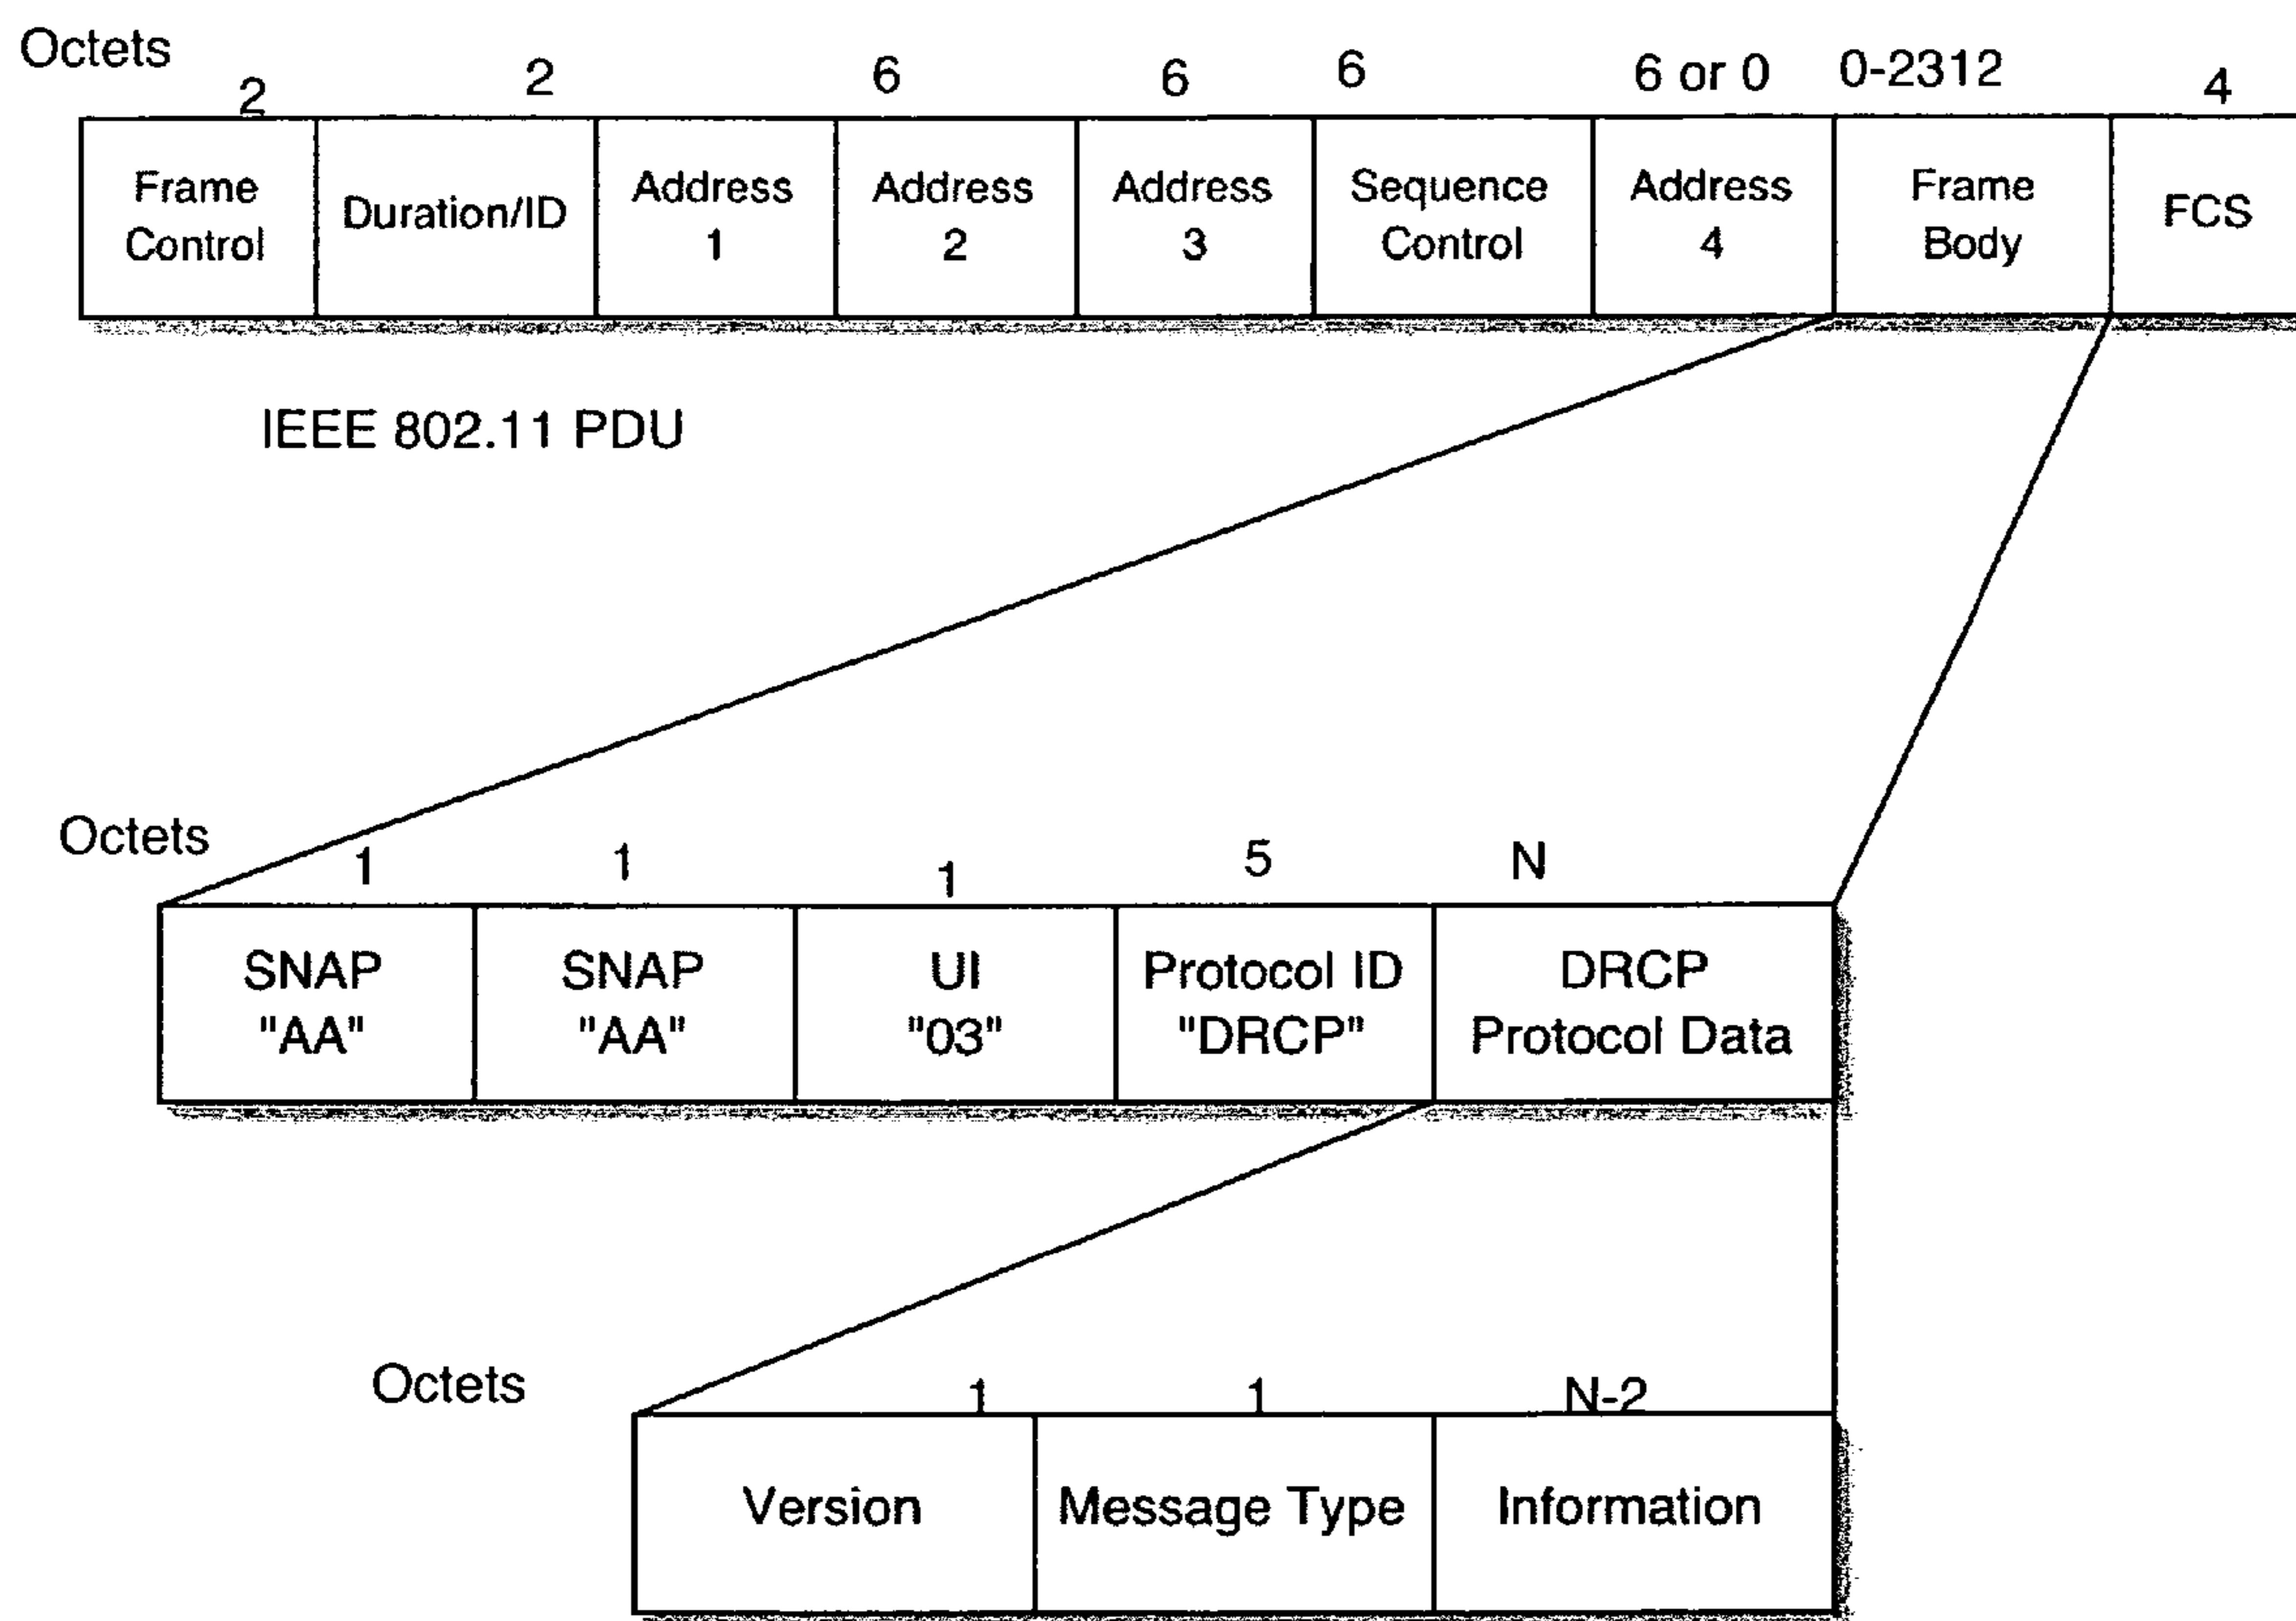 Octets
2 2 6 6 6 6 or 0 0-2312 4
Frame Control
Duration/ID
Address 1
Address 2
Address 3
Sequence Control
Address 4
Frame Body
FCS
IEEE 802.11 PDU
Octets
1 1 1 5 N
SNAP "AA"
SNAP "AA"
UI "03"
Protocol ID "DRCP"
DRCP Protocol Data
Octets
1 1 N-2
Version
Message Type
Information